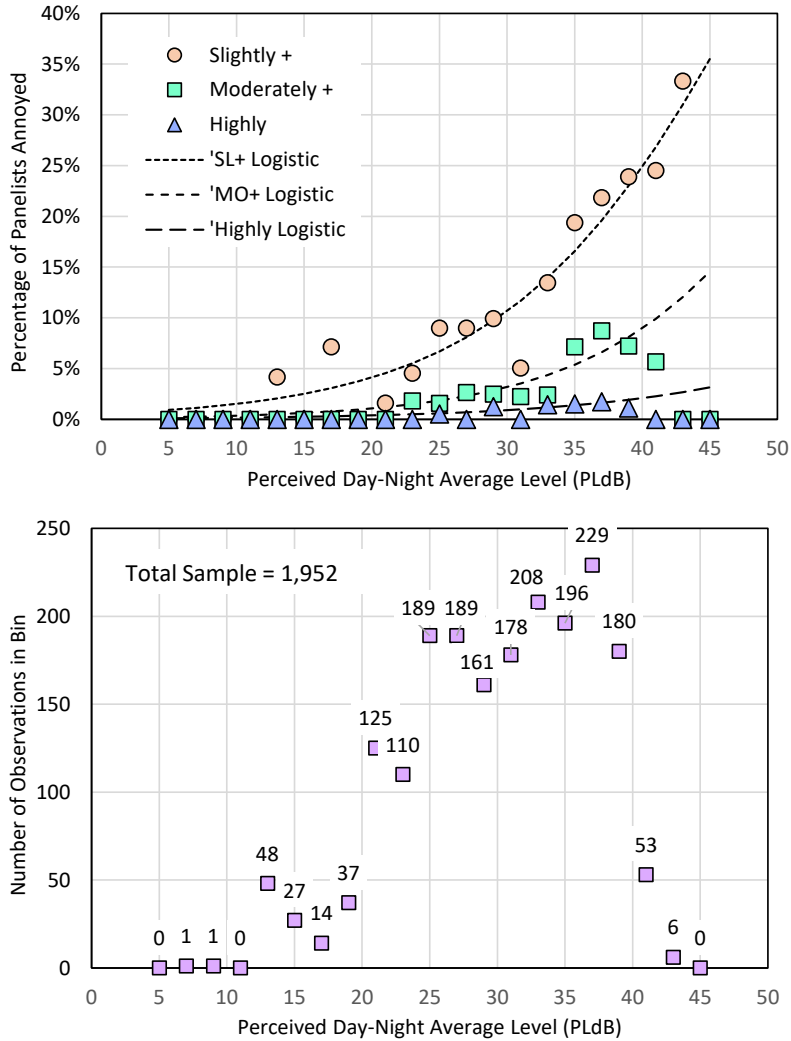 40%
35%
30%
25%
20%
15%
10%
5%
0%
Percentage of Panelists Annoyed
Slightly +
Moderately +
Highly
'SL+ Logistic
'MO+ Logistic
'Highly Logistic
0 5 10 15 20 25 30 35 40 45 50
Perceived Day-Night Average Level (PLdB)
250
200
150
100
50
0
Number of Observations in Bin
Total Sample = 1,952
0 1 1 0 48 27 14 37 125 110 189 189 161 178 208 196 229 180 53 6 0
0 5 10 15 20 25 30 35 40 45 50
Perceived Day-Night Average Level (PLdB)